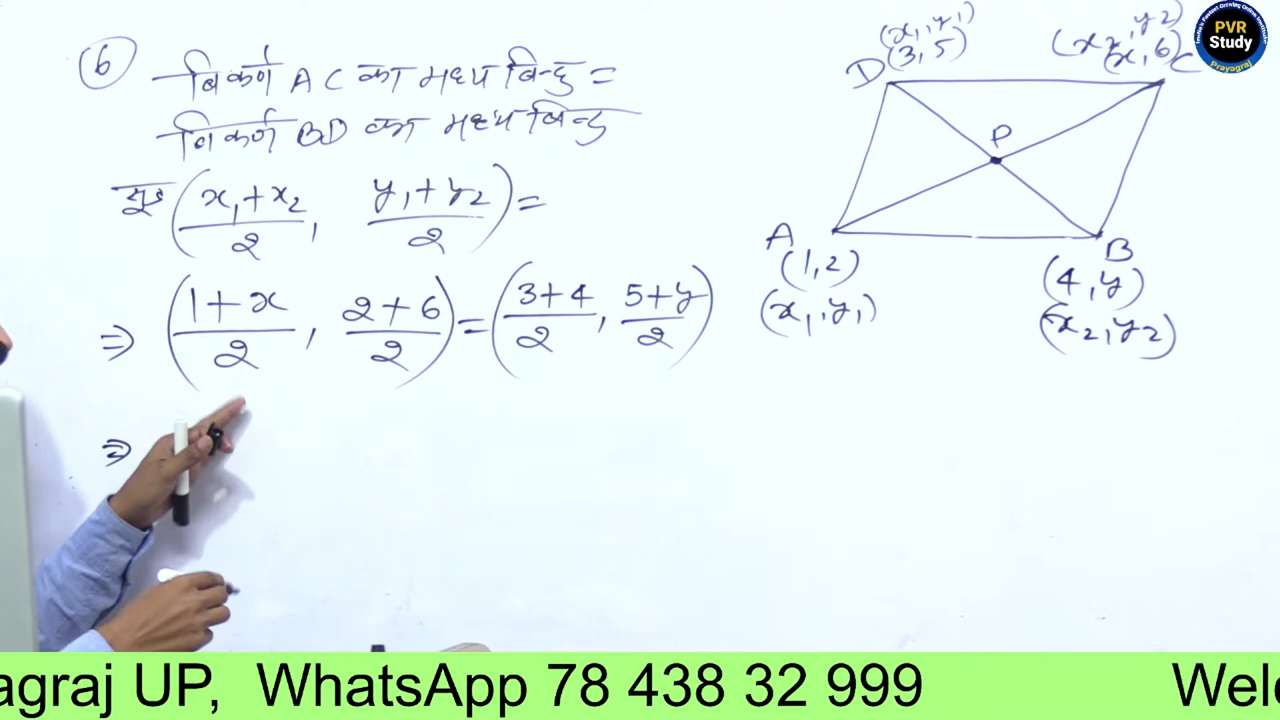 6 विकर्ण AC का मध्य बिन्दु =
विकर्ण BD का मध्य बिन्दु
सूत्र (x₁+x₂/2, y₁+y₂/2) =
⇒ (1+x/2, 2+6/2) = (3+4/2, 5+y/2)
⇒
(x₁,y₁)
D (3,5)
(x₂,y₂)
(x,6) C
P
A
(1,2)
(x₁,y₁)
B
(4,y)
(x₂,y₂)
PVR
Study
Prayagraj
agraj UP, WhatsApp 78 438 32 999 Welc